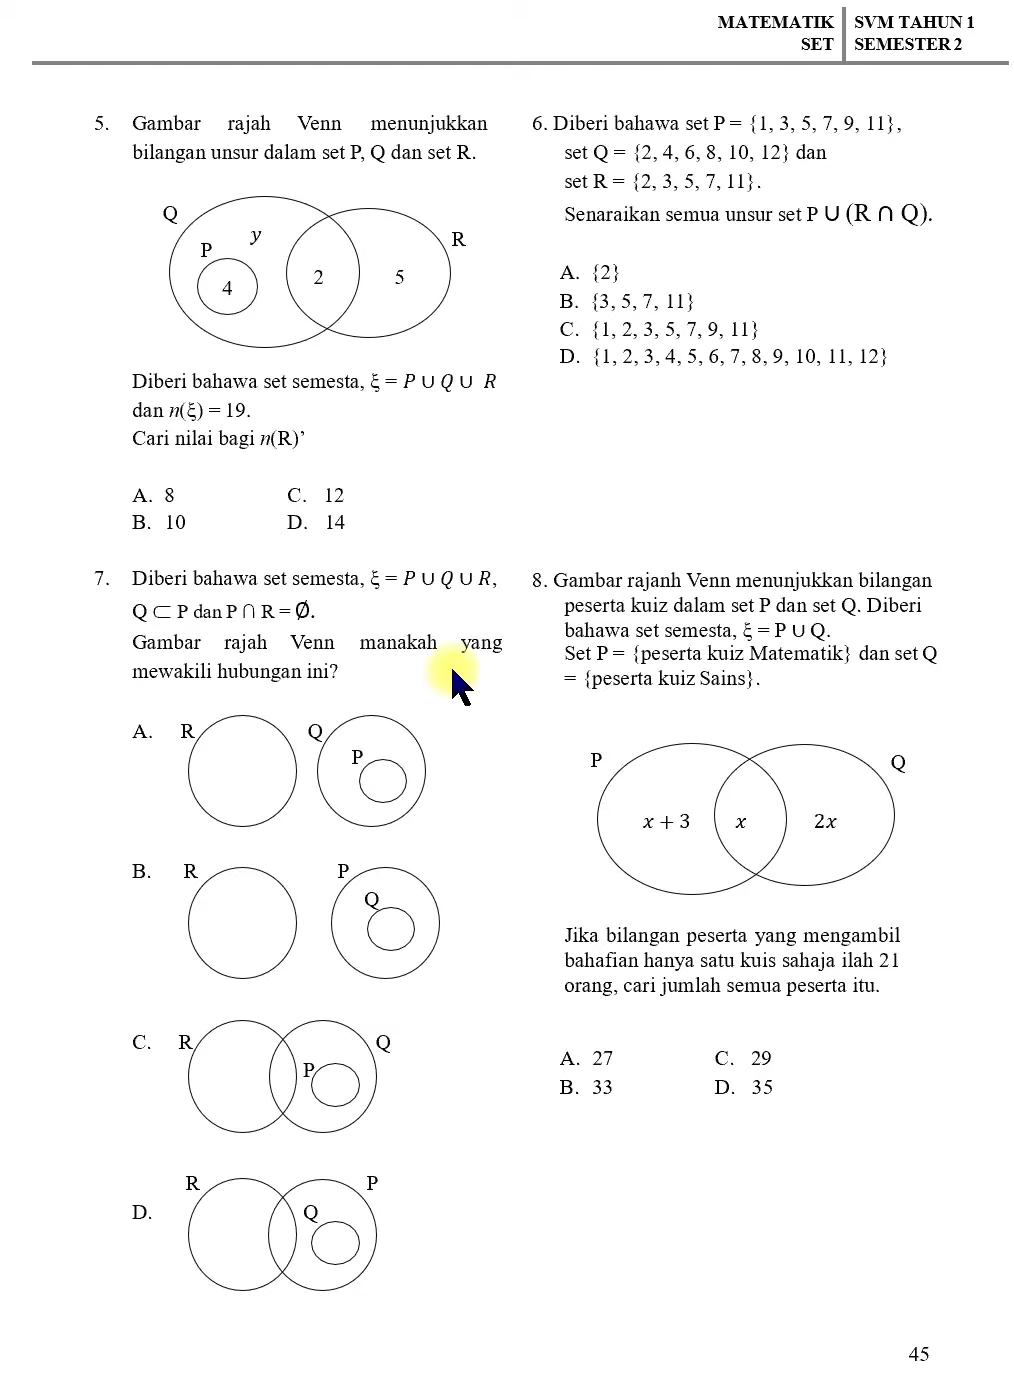 MATEMATIK SVM TAHUN 1
SET SEMESTER 2
5. Gambar rajah Venn menunjukkan
bilangan unsur dalam set P, Q dan set R.
Q
y
R
P
4
2
5
Diberi bahawa set semesta, ξ = P ∪ Q ∪ R
dan n(ξ) = 19.
Cari nilai bagi n(R)’
A. 8 C. 12
B. 10 D. 14
6. Diberi bahawa set P = {1, 3, 5, 7, 9, 11},
set Q = {2, 4, 6, 8, 10, 12} dan
set R = {2, 3, 5, 7, 11}.
Senaraikan semua unsur set P ∪ (R ∩ Q).
A. {2}
B. {3, 5, 7, 11}
C. {1, 2, 3, 5, 7, 9, 11}
D. {1, 2, 3, 4, 5, 6, 7, 8, 9, 10, 11, 12}
7. Diberi bahawa set semesta, ξ = P ∪ Q ∪ R,
Q ⊂ P dan P ∩ R = Ø.
Gambar rajah Venn manakah yang
mewakili hubungan ini?
A. R Q
P
B. R P
Q
C. R Q
P
R P
D. Q
8. Gambar rajanh Venn menunjukkan bilangan
peserta kuiz dalam set P dan set Q. Diberi
bahawa set semesta, ξ = P ∪ Q.
Set P = {peserta kuiz Matematik} dan set Q
= {peserta kuiz Sains}.
P Q
x + 3 x 2x
Jika bilangan peserta yang mengambil
bahafian hanya satu kuis sahaja ilah 21
orang, cari jumlah semua peserta itu.
A. 27 C. 29
B. 33 D. 35
45